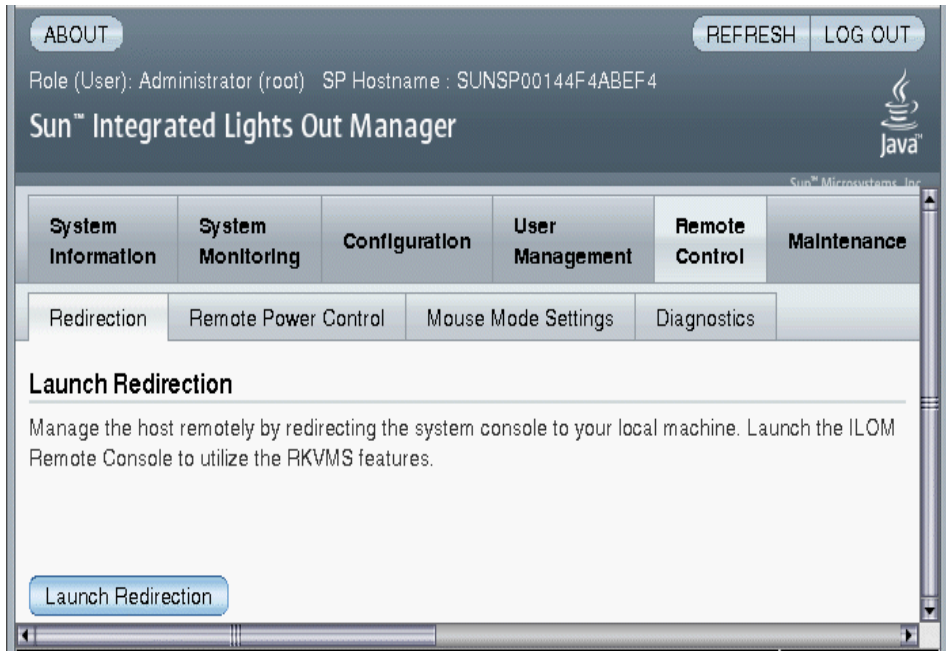 ABOUT
REFRESH
LOG OUT
Role (User): Administrator (root) SP Hostname : SUNSP00144F4ABEF4
Sun™ Integrated Lights Out Manager
Java™
Sun™ Microsystems, Inc
System
Information
System
Monitoring
Configuration
User
Management
Remote
Control
Maintenance
Redirection
Remote Power Control
Mouse Mode Settings
Diagnostics
Launch Redirection
Manage the host remotely by redirecting the system console to your local machine. Launch the ILOM
Remote Console to utilize the RKVMS features.
Launch Redirection